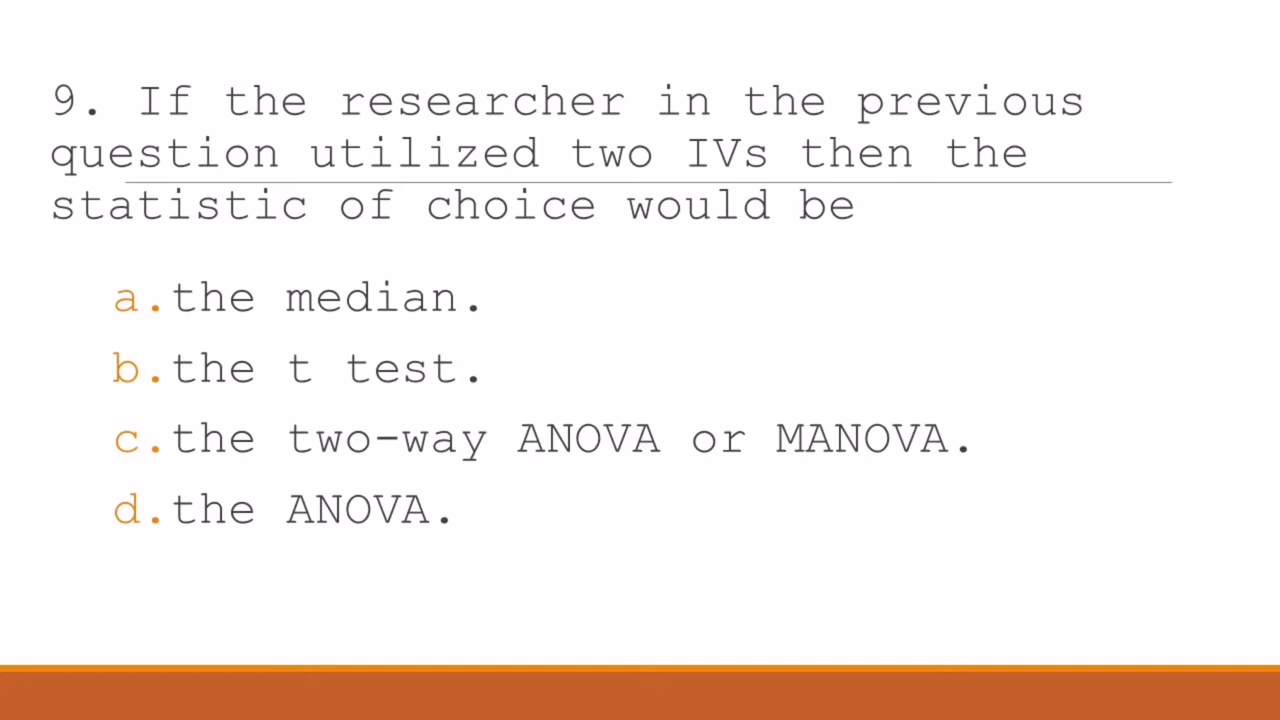 9. If the researcher in the previous
question utilized two IVs then the
statistic of choice would be
a.the median.
b.the t test.
c.the two-way ANOVA or MANOVA.
d.the ANOVA.